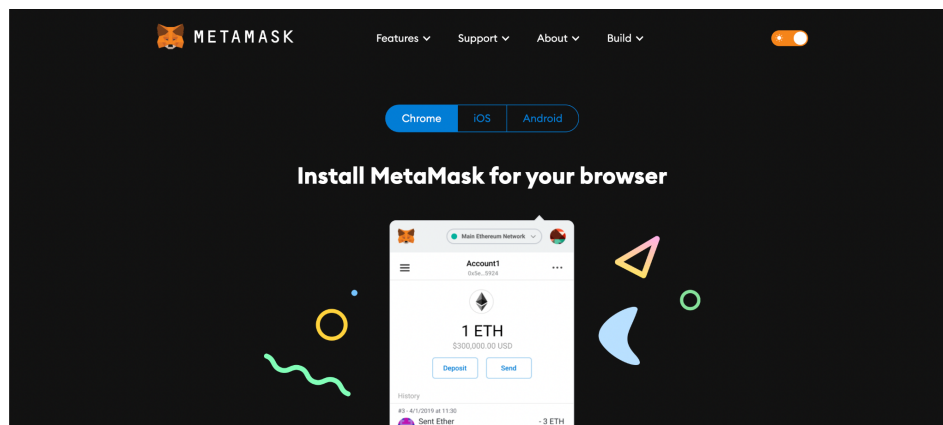 METAMASK
Features Support About Build
Chrome iOS Android
Install MetaMask for your browser
Main Ethereum Network
Account1
0x5e...5924
1 ETH
$300,000.00 USD
Deposit Send
History
#3 - 4/1/2019 at 11:30
Sent Ether - 3 ETH